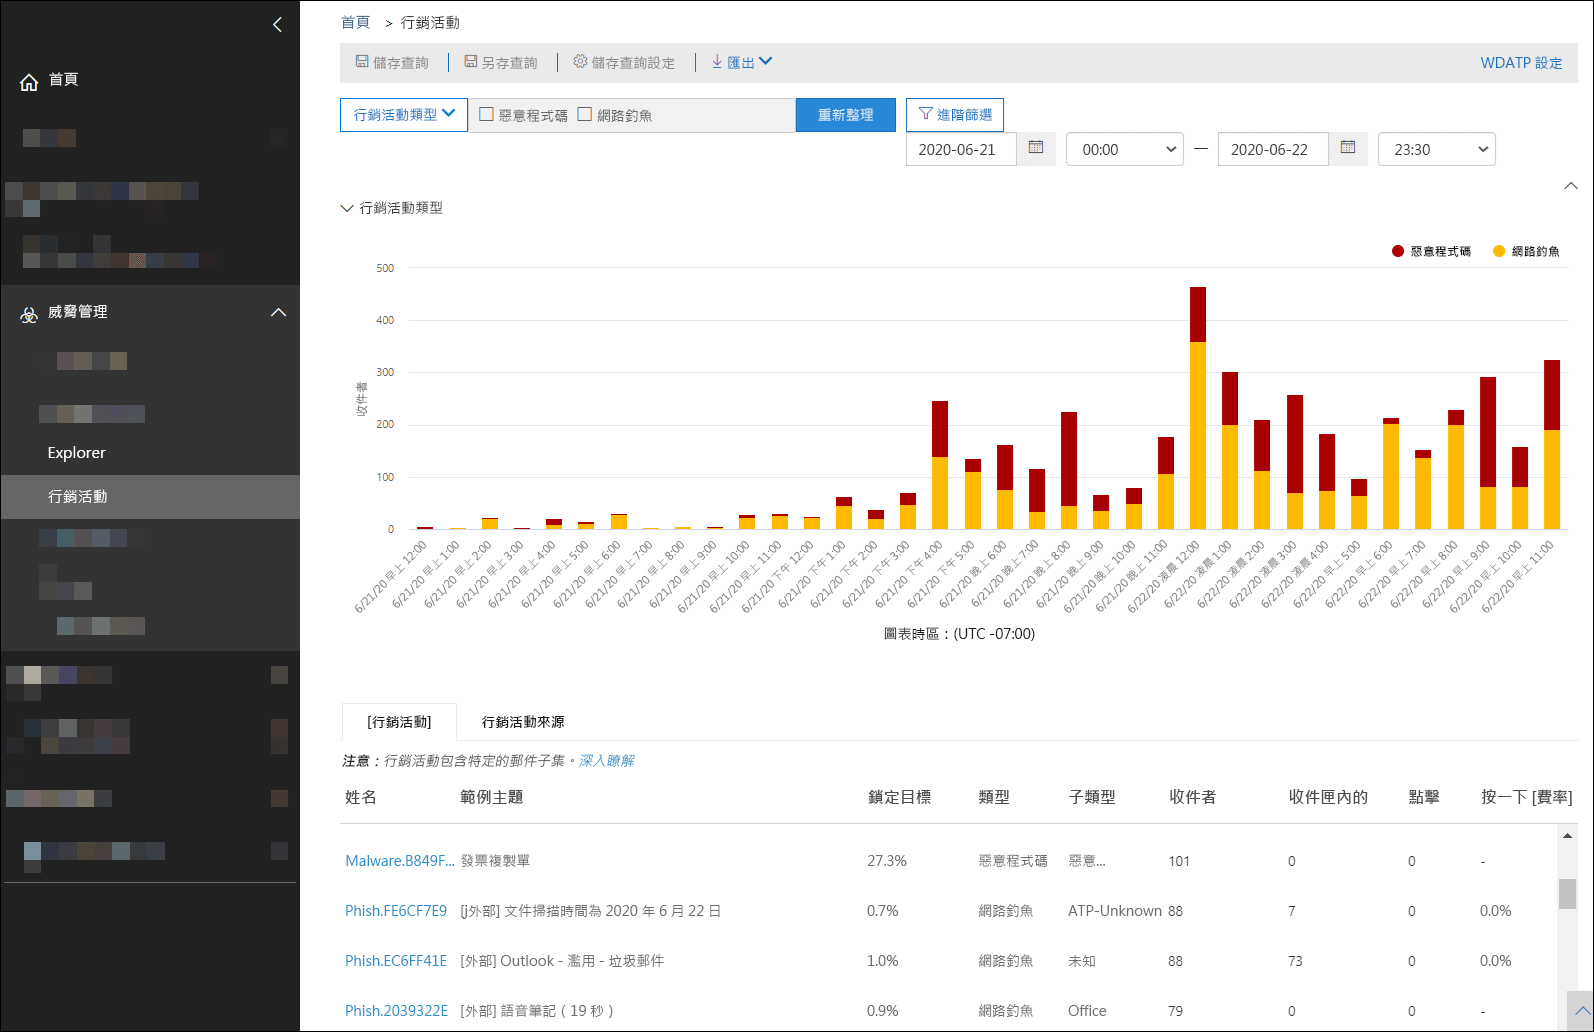 首頁 > 行銷活動
首頁
儲存查詢 另存查詢 儲存查詢設定 匯出 WDATP 設定
行銷活動類型 惡意程式碼 網路釣魚 重新整理 進階篩選
2020-06-21 00:00 — 2020-06-22 23:30
行銷活動類型
威脅管理
Explorer
行銷活動
惡意程式碼 網路釣魚
收件者
500
400
300
200
100
0
6/21/20 早上 12:00
6/21/20 早上 1:00
6/21/20 早上 2:00
6/21/20 早上 3:00
6/21/20 早上 4:00
6/21/20 早上 5:00
6/21/20 早上 6:00
6/21/20 早上 7:00
6/21/20 早上 8:00
6/21/20 早上 9:00
6/21/20 早上 10:00
6/21/20 早上 11:00
6/21/20 下午 12:00
6/21/20 下午 1:00
6/21/20 下午 2:00
6/21/20 下午 3:00
6/21/20 下午 4:00
6/21/20 下午 5:00
6/21/20 晚上 6:00
6/21/20 晚上 7:00
6/21/20 晚上 8:00
6/21/20 晚上 9:00
6/21/20 晚上 10:00
6/21/20 晚上 11:00
6/22/20 凌晨 12:00
6/22/20 凌晨 1:00
6/22/20 凌晨 2:00
6/22/20 凌晨 3:00
6/22/20 凌晨 4:00
6/22/20 早上 5:00
6/22/20 早上 6:00
6/22/20 早上 7:00
6/22/20 早上 8:00
6/22/20 早上 9:00
6/22/20 早上 10:00
6/22/20 早上 11:00
圖表時區：(UTC -07:00)
[行銷活動] 行銷活動來源
注意：行銷活動包含特定的郵件子集。深入瞭解
姓名 範例主題 鎖定目標 類型 子類型 收件者 收件匣內的 點擊 按一下 [費率]
Malware.B849F... 發票複製單 27.3% 惡意程式碼 惡意... 101 0 0 -
Phish.FE6CF7E9 [j外部] 文件掃描時間為 2020 年 6 月 22 日 0.7% 網路釣魚 ATP-Unknown 88 7 0 0.0%
Phish.EC6FF41E [外部] Outlook - 濫用 - 垃圾郵件 1.0% 網路釣魚 未知 88 73 0 0.0%
Phish.2039322E [外部] 語音筆記 ( 19 秒 ) 0.9% 網路釣魚 Office 79 0 0 -